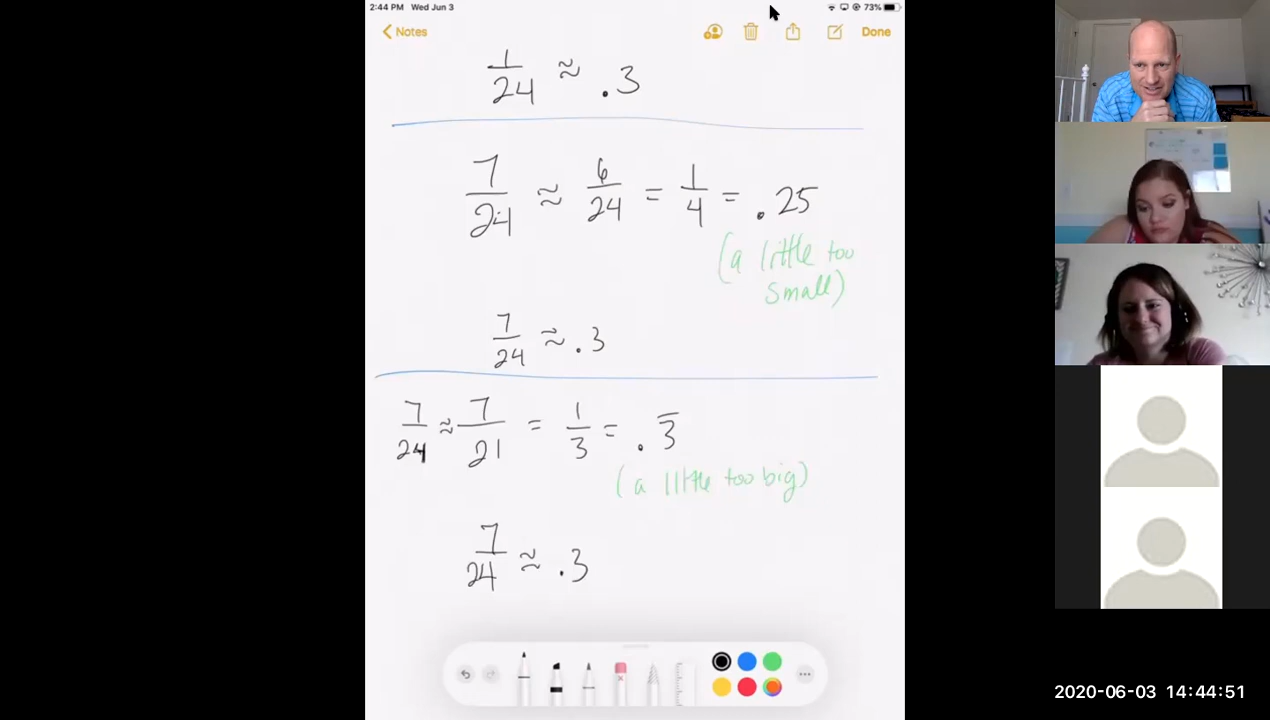 2:44 PM Wed Jun 3
73%
Notes
Done
1/24 ≈ .3
7/24 ≈ 6/24 = 1/4 = .25
(a little too
small)
7/24 ≈ .3
7/24 ≈ 7/21 = 1/3 = .3̅
(a little too big)
7/24 ≈ .3
2020-06-03 14:44:51